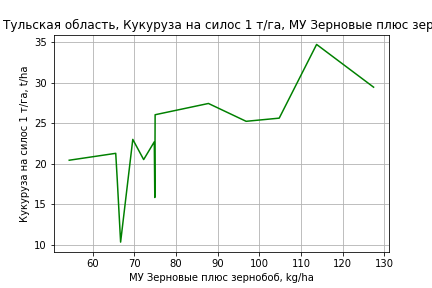 Тульская область, Кукуруза на силос 1 т/га, МУ Зерновые плюс зер
35
30
25
20
15
10
Кукуруза на силос 1 т/га, t/ha
60 70 80 90 100 110 120 130
МУ Зерновые плюс зернобоб, kg/ha